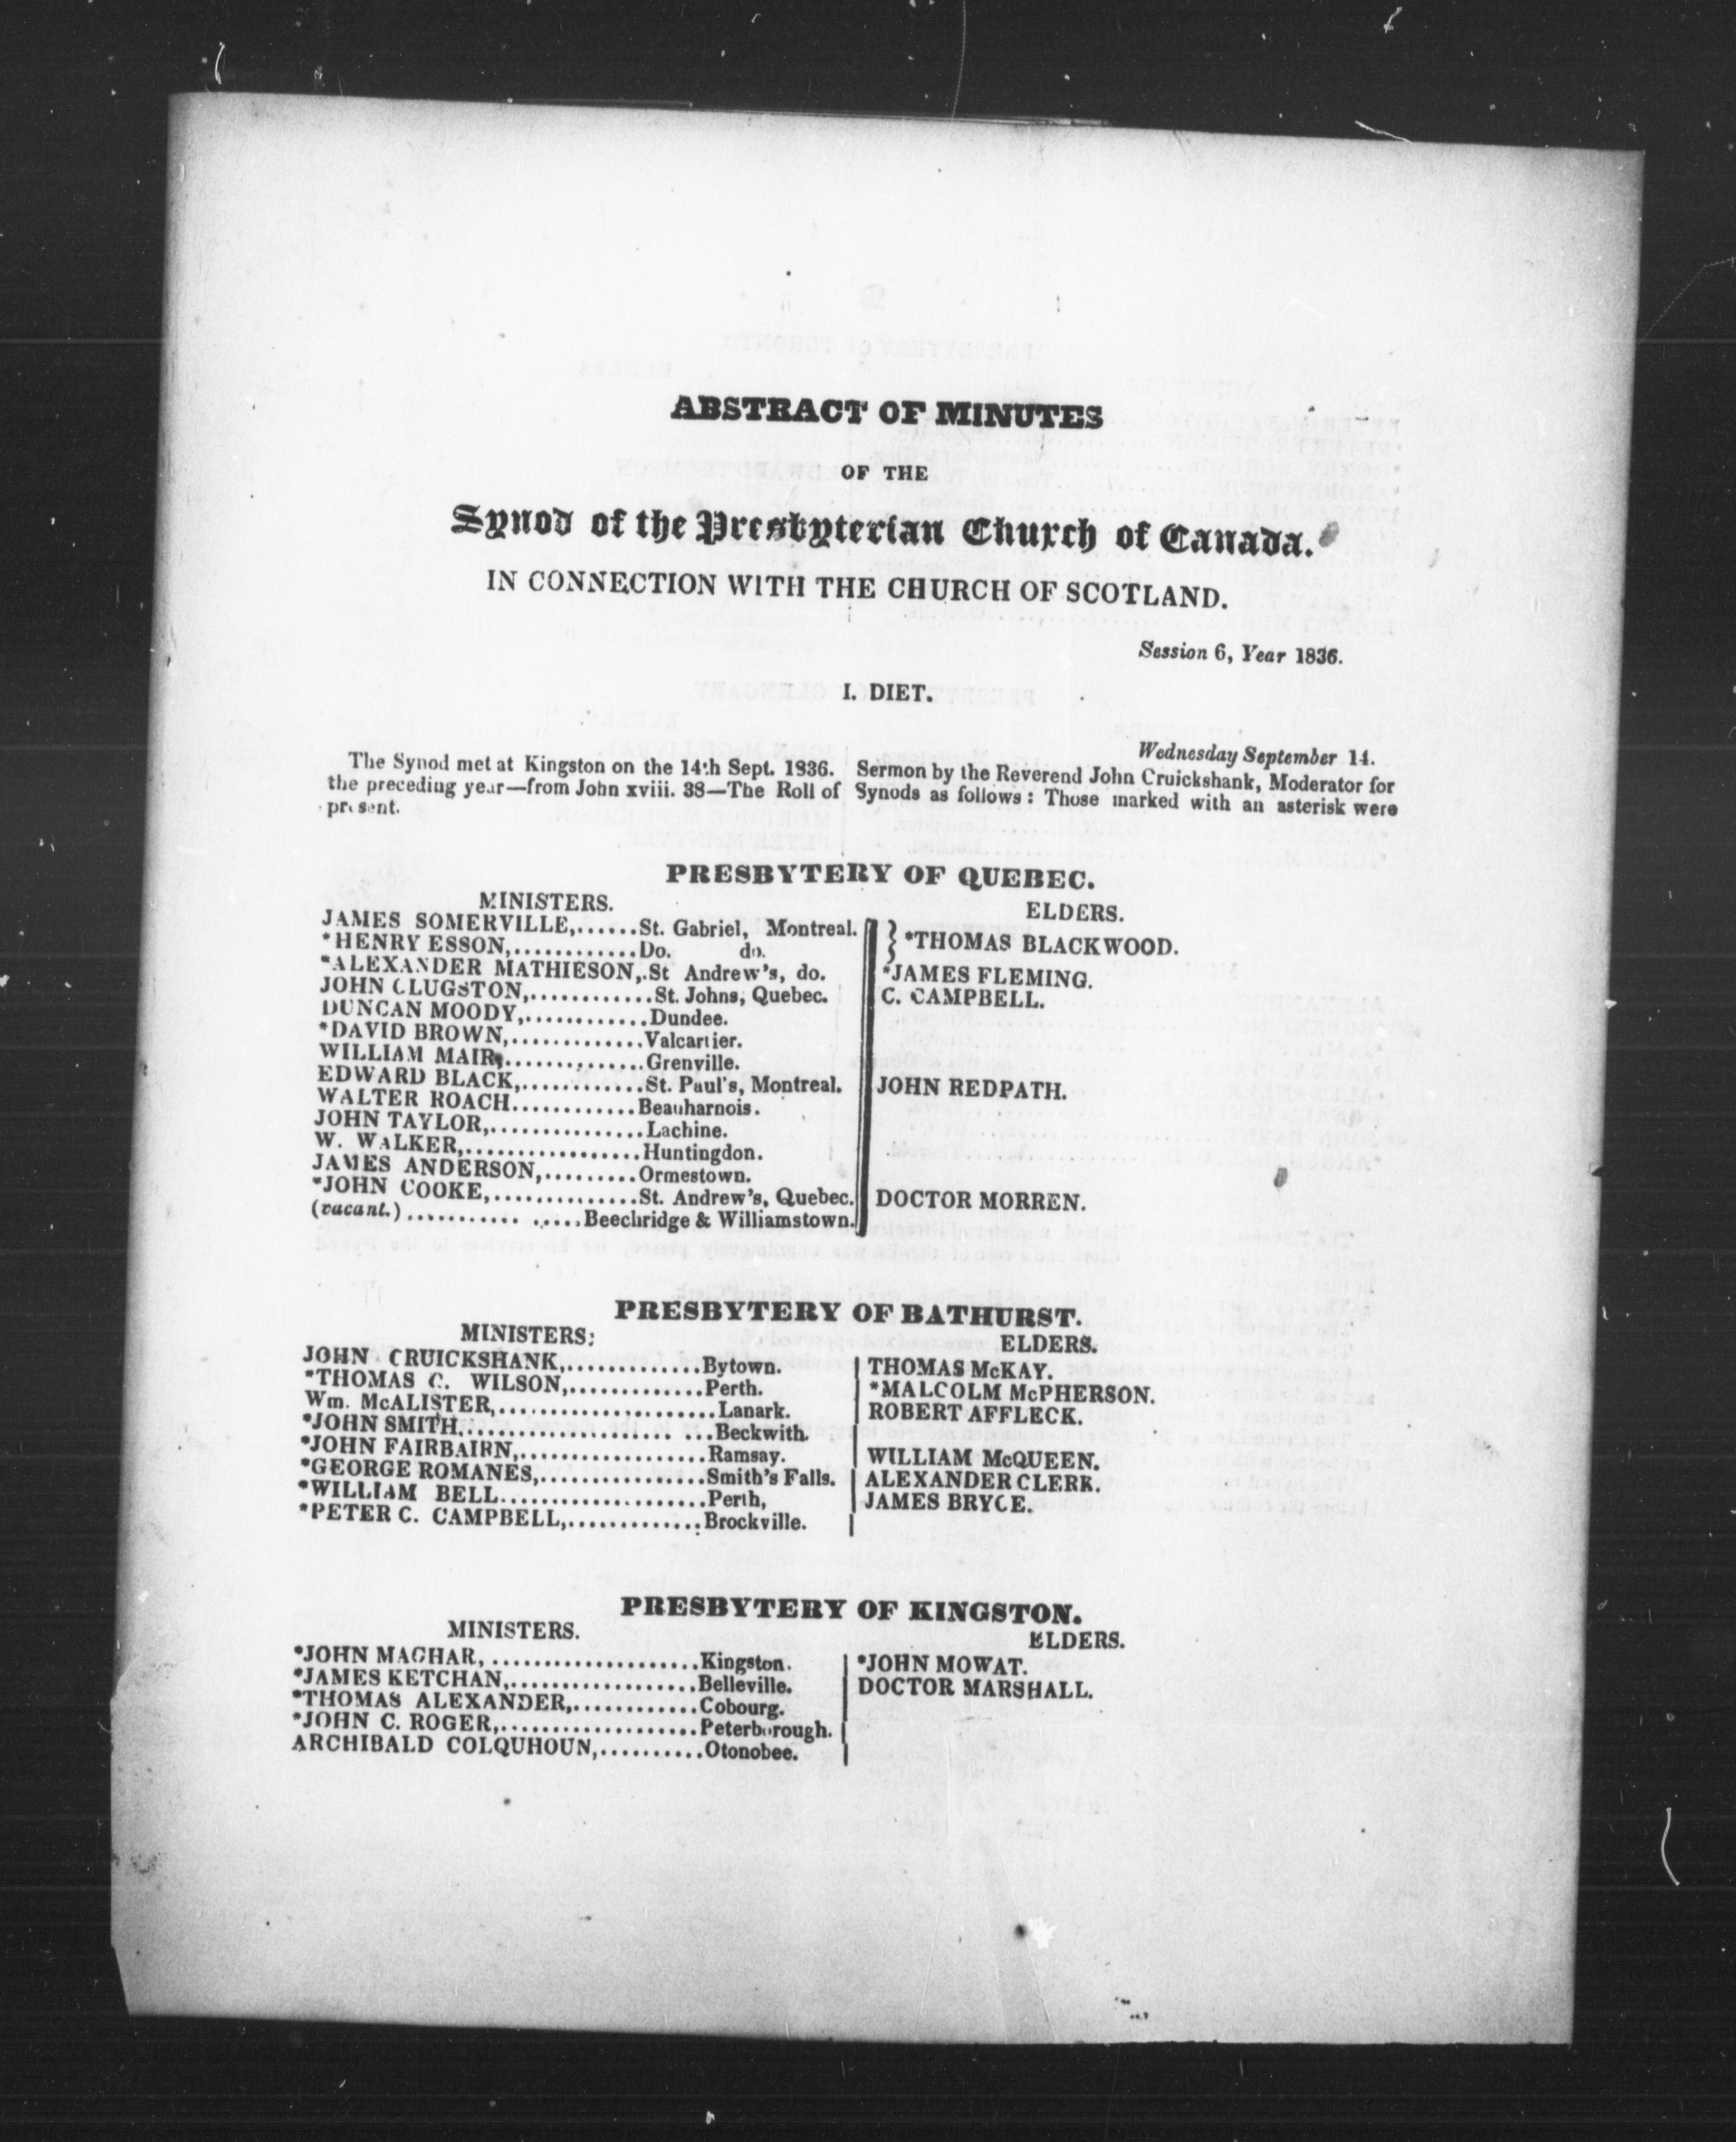 ABSTRACT OF MINUTES
OF THE
Synod of the Presbyterian Church of Canada.
IN CONNECTION WITH THE CHURCH OF SCOTLAND.
Session 6, Year 1836.
I. DIET.
Wednesday September 14.
The Synod met at Kingston on the 14th Sept. 1836. Sermon by the Reverend John Cruickshank, Moderator for
the preceding year—from John xviii. 38—The Roll of Synods as follows: Those marked with an asterisk were
present.
PRESBYTERY OF QUEBEC.
MINISTERS. ELDERS.
JAMES SOMERVILLE,......St. Gabriel, Montreal.
*HENRY ESSON,............Do. do. } *THOMAS BLACKWOOD.
*ALEXANDER MATHIESON,.St Andrew's, do. *JAMES FLEMING.
JOHN CLUGSTON,............St. Johns, Quebec. C. CAMPBELL.
DUNCAN MOODY,............Dundee.
*DAVID BROWN,.............Valcartier.
WILLIAM MAIR,..............Grenville.
EDWARD BLACK,............St. Paul's, Montreal. JOHN REDPATH.
WALTER ROACH............Beauharnois.
JOHN TAYLOR,...............Lachine.
W. WALKER,.................Huntingdon.
JAMES ANDERSON,.........Ormestown.
*JOHN COOKE,..............St. Andrew's, Quebec. DOCTOR MORREN.
(vacant.)........... .....Beechridge & Williamstown.
PRESBYTERY OF BATHURST.
MINISTERS: ELDERS.
JOHN CRUICKSHANK,.............Bytown. THOMAS McKAY.
*THOMAS C. WILSON,.............Perth. *MALCOLM McPHERSON.
Wm. McALISTER,.....................Lanark. ROBERT AFFLECK.
*JOHN SMITH..................... ...Beckwith.
*JOHN FAIRBAIRN,..................Ramsay. WILLIAM McQUEEN.
*GEORGE ROMANES,................Smith's Falls. ALEXANDER CLERK.
*WILLIAM BELL....................Perth, JAMES BRYCE.
*PETER C. CAMPBELL,.............Brockville.
PRESBYTERY OF KINGSTON.
MINISTERS. ELDERS.
*JOHN MACHAR, ....................Kingston. *JOHN MOWAT.
*JAMES KETCHAN,..................Belleville. DOCTOR MARSHALL.
*THOMAS ALEXANDER,............Cobourg.
*JOHN C. ROGER,...................Peterborough.
ARCHIBALD COLQUHOUN,..........Otonobee.